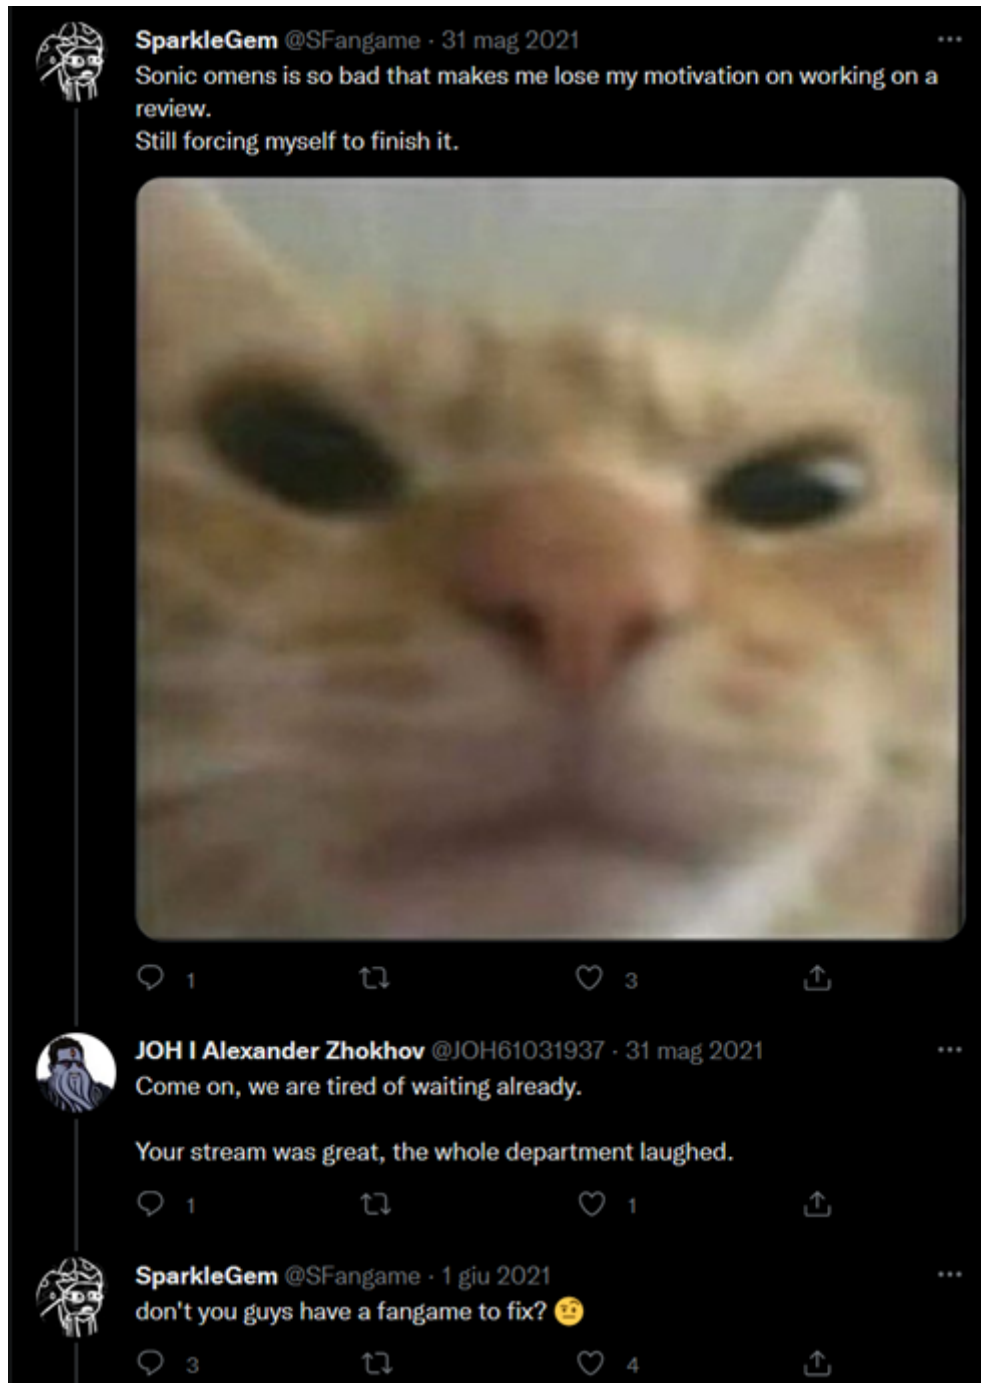 SparkleGem @SFangame · 31 mag 2021
Sonic omens is so bad that makes me lose my motivation on working on a
review.
Still forcing myself to finish it.
1 3
JOH I Alexander Zhokhov @JOH61031937 · 31 mag 2021
Come on, we are tired of waiting already.
Your stream was great, the whole department laughed.
1 1
SparkleGem @SFangame · 1 giu 2021
don't you guys have a fangame to fix? 🤨
3 4